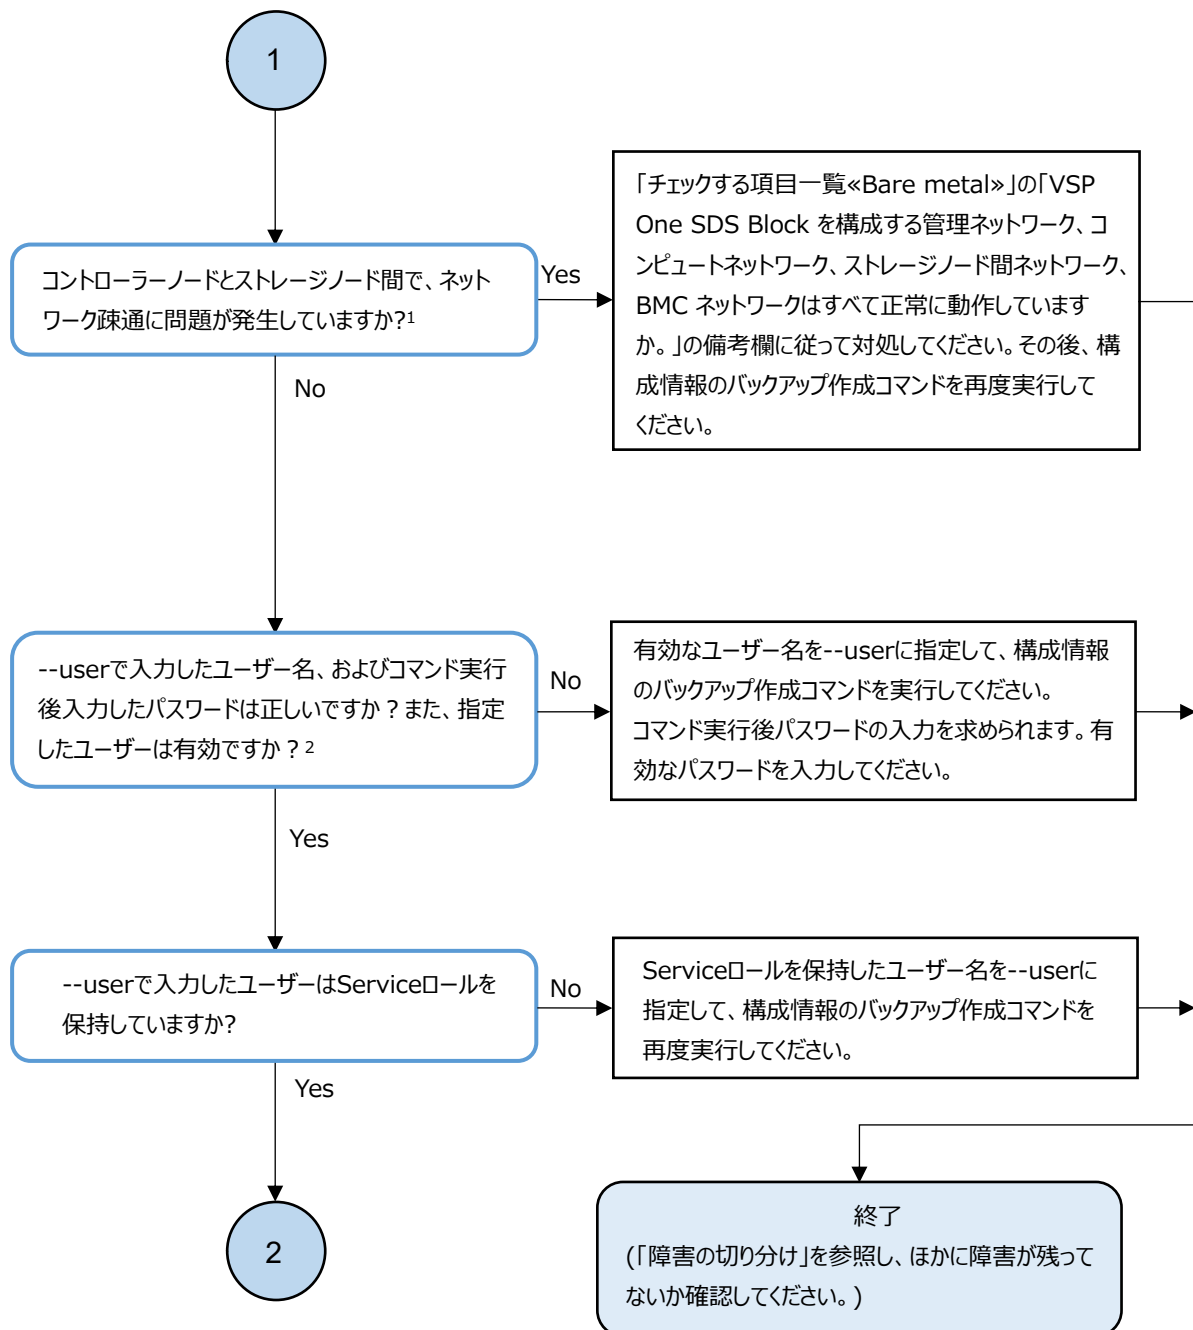 1
「チェックする項目一覧«Bare metal»」の「VSP
One SDS Block を構成する管理ネットワーク、コ
ンピュートネットワーク、ストレージノード間ネットワーク、
BMC ネットワークはすべて正常に動作しています
か。」の備考欄に従って対処してください。その後、構
成情報のバックアップ作成コマンドを再度実行して
ください。
コントローラーノードとストレージノード間で、ネット
ワーク疎通に問題が発生していますか?1
Yes
No
--userで入力したユーザー名、およびコマンド実行
後入力したパスワードは正しいですか？また、指定
したユーザーは有効ですか？2
No
有効なユーザー名を--userに指定して、構成情報
のバックアップ作成コマンドを実行してください。
コマンド実行後パスワードの入力を求められます。有
効なパスワードを入力してください。
Yes
--userで入力したユーザーはServiceロールを
保持していますか?
No
Serviceロールを保持したユーザー名を--userに
指定して、構成情報のバックアップ作成コマンドを
再度実行してください。
Yes
2
終了
(「障害の切り分け」を参照し、ほかに障害が残って
ないか確認してください。)